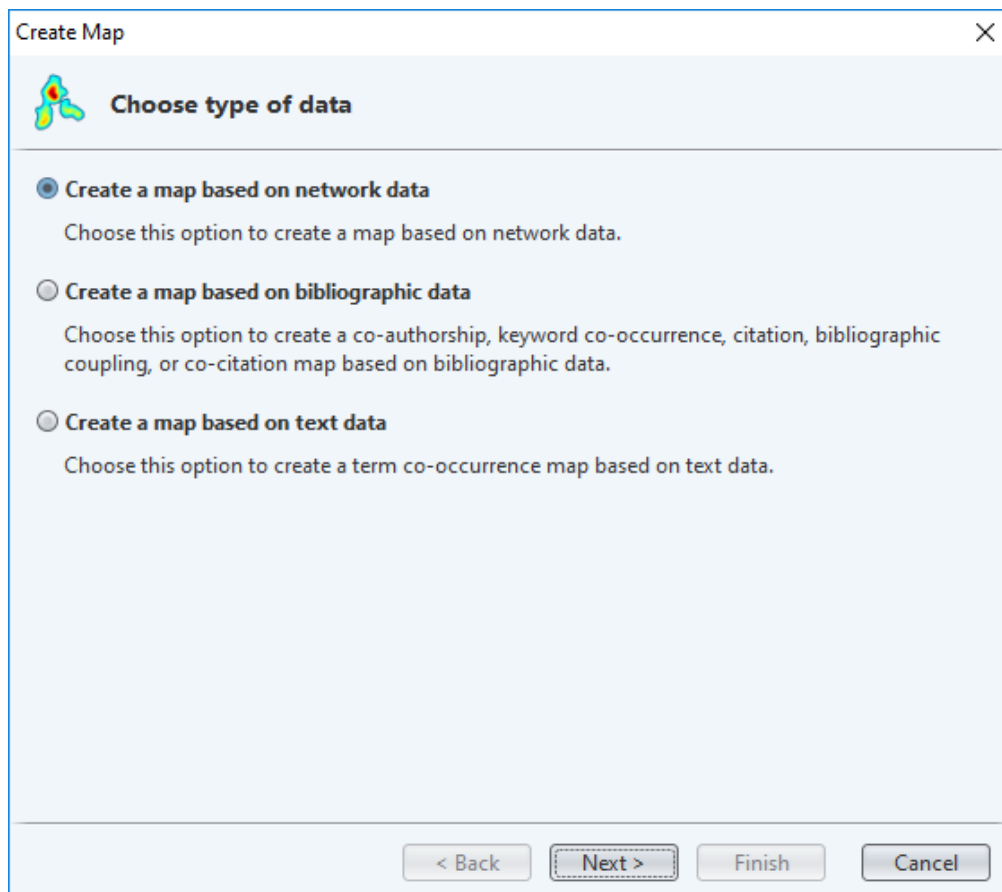 Create Map
Choose type of data
Create a map based on network data
Choose this option to create a map based on network data.
Create a map based on bibliographic data
Choose this option to create a co-authorship, keyword co-occurrence, citation, bibliographic
coupling, or co-citation map based on bibliographic data.
Create a map based on text data
Choose this option to create a term co-occurrence map based on text data.
< Back
Next >
Finish
Cancel